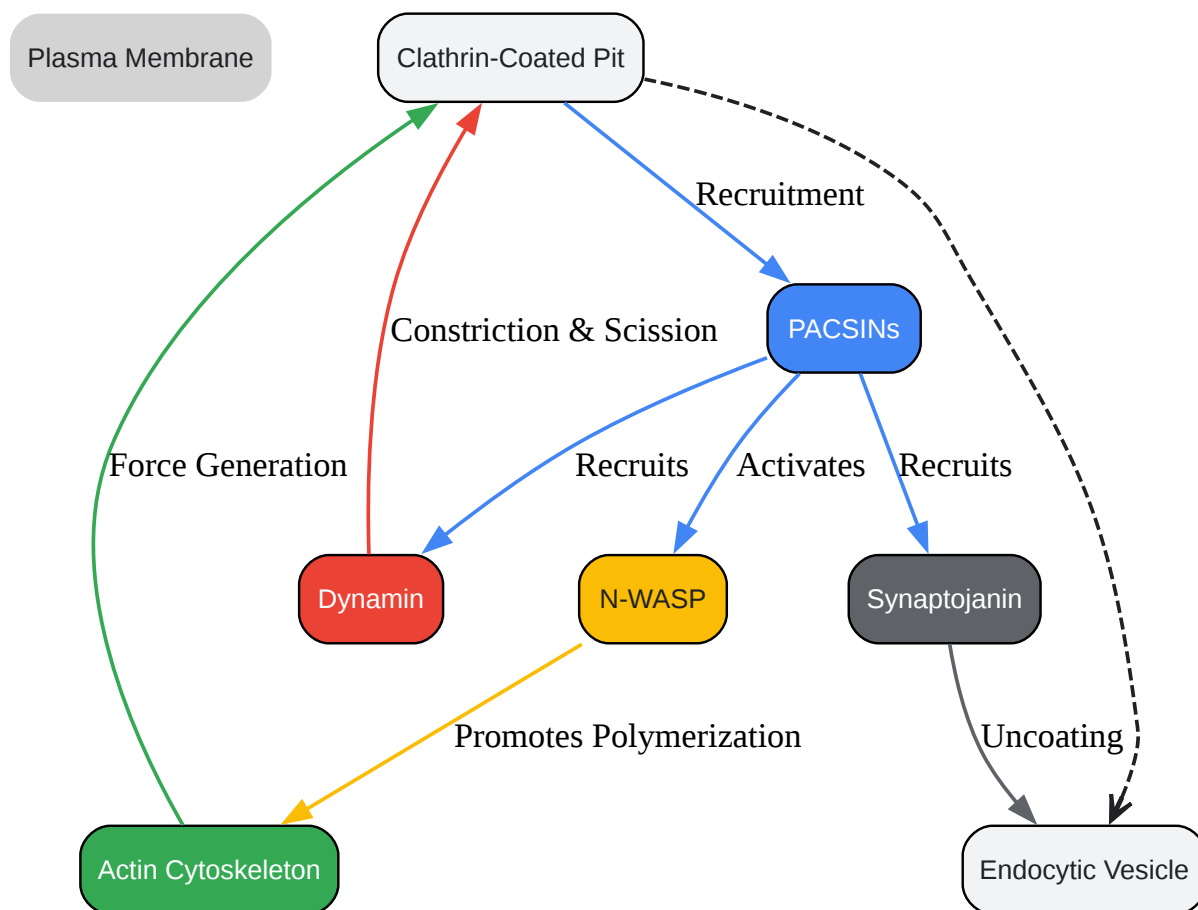 Plasma Membrane
Clathrin-Coated Pit
Recruitment
PACSINs
Constriction & Scission
Force Generation
Recruits
Activates
Recruits
Dynamin
N-WASP
Synaptojanin
Promotes Polymerization
Uncoating
Actin Cytoskeleton
Endocytic Vesicle